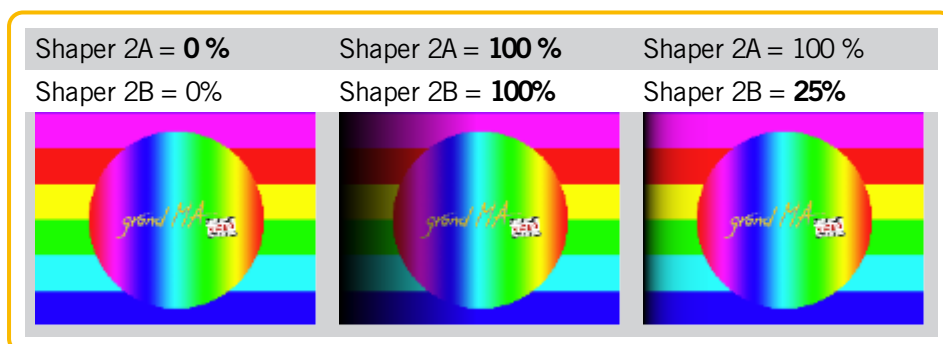 Shaper 2A = 0 % Shaper 2A = 100 % Shaper 2A = 100 %
Shaper 2B = 0% Shaper 2B = 100% Shaper 2B = 25%
grand MA grand MA grand MA